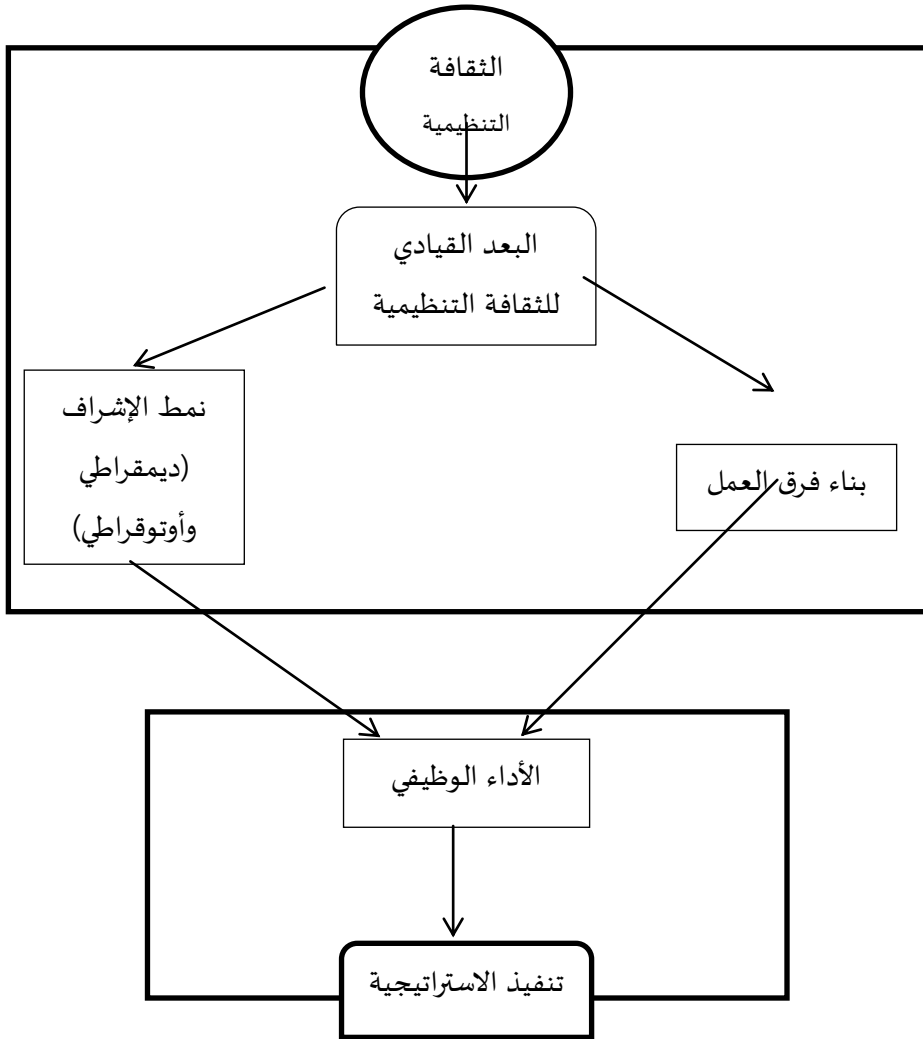 الثقافة
التنظيمية
البعد القيادي
للثقافة التنظيمية
نمط الإشراف
(ديمقراطي
وأوتوقراطي)
بناء فرق العمل
الأداء الوظيفي
تنفيذ الاستراتيجية